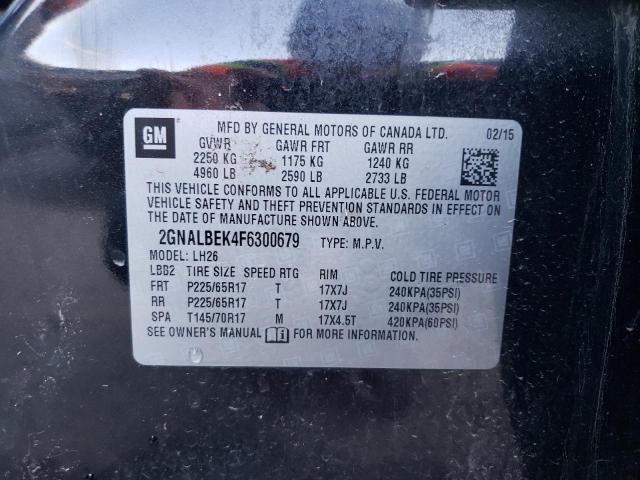 GM
MFD BY GENERAL MOTORS OF CANADA LTD. 02/15
GVWR GAWR FRT GAWR RR
2250 KG 1175 KG 1240 KG
4960 LB 2590 LB 2733 LB
THIS VEHICLE CONFORMS TO ALL APPLICABLE U.S. FEDERAL MOTOR
VEHICLE SAFETY AND THEFT PREVENTION STANDARDS IN EFFECT ON
THE DATE OF MANUFACTURE SHOWN ABOVE.
2GNALBEK4F6300679 TYPE: M.P.V.
MODEL: LH26
LBB2 TIRE SIZE SPEED RTG RIM COLD TIRE PRESSURE
FRT P225/65R17 T 17X7J 240KPA(35PSI)
RR P225/65R17 T 17X7J 240KPA(35PSI)
SPA T145/70R17 M 17X4.5T 420KPA(60PSI)
SEE OWNER'S MANUAL FOR MORE INFORMATION.